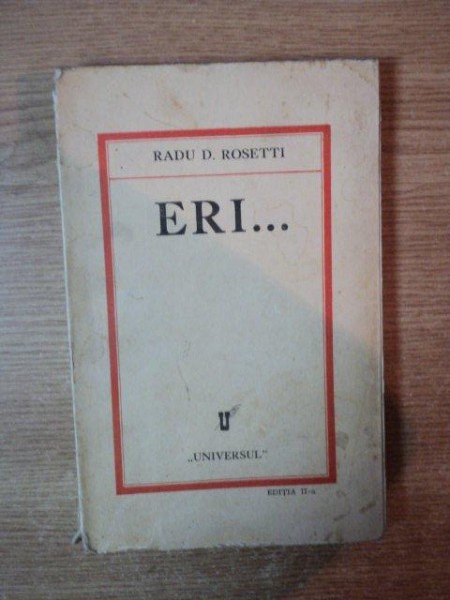 RADU D. ROSETTI
ERI...
U
„UNIVERSUL"
EDIȚIA II-a